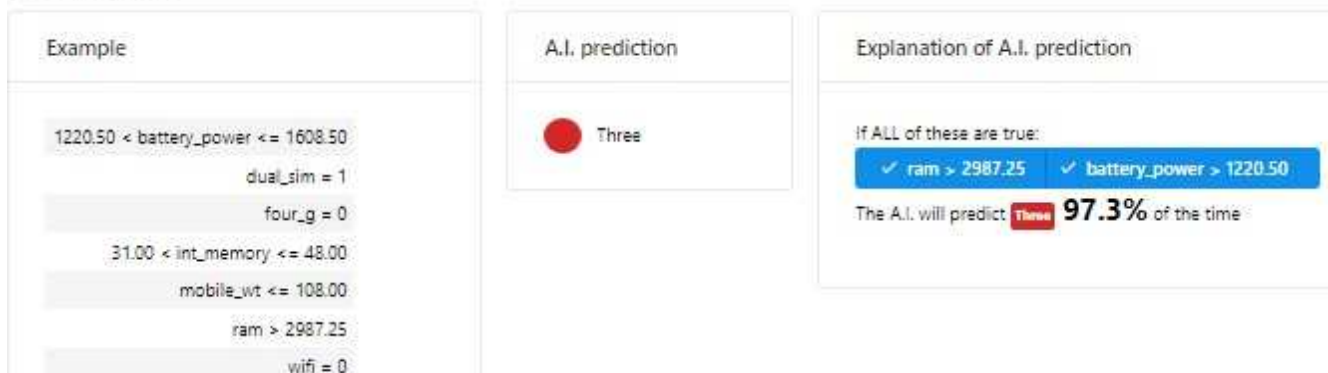 Example
1220.50 < battery_power <= 1608.50
dual_sim = 1
four_g = 0
31.00 < int_memory <= 48.00
mobile_wt <= 108.00
ram > 2987.25
wifi = 0
A.I. prediction
Three
Explanation of A.I. prediction
If ALL of these are true:
✓ ram > 2987.25 ✓ battery_power > 1220.50
The A.I. will predict Three 97.3% of the time